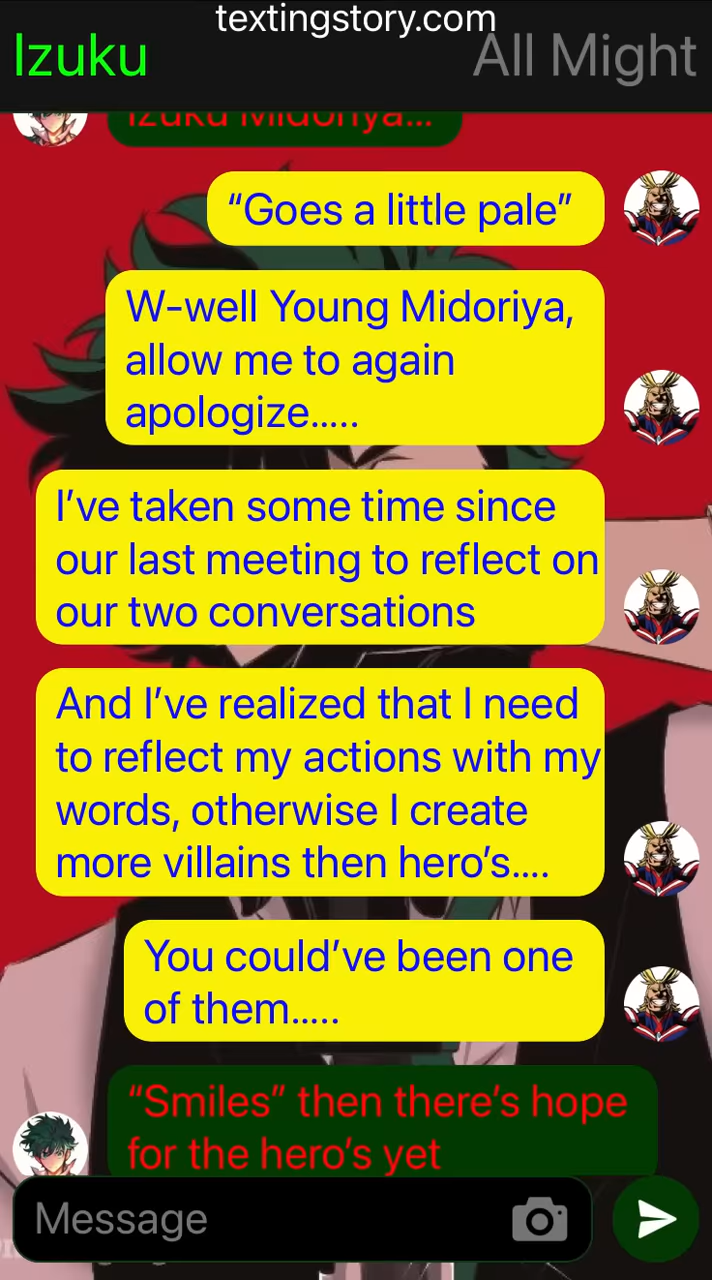 textingstory.com
Izuku
All Might
Izuku Midoriya...
“Goes a little pale”
W-well Young Midoriya,
allow me to again
apologize.....
I’ve taken some time since
our last meeting to reflect on
our two conversations
And I’ve realized that I need
to reflect my actions with my
words, otherwise I create
more villains then hero’s....
You could’ve been one
of them.....
“Smiles” then there’s hope
for the hero’s yet
Message